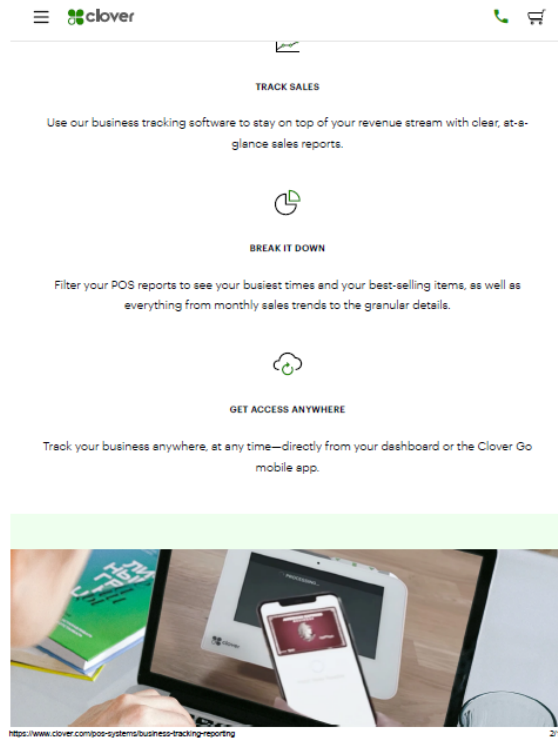 clover
TRACK SALES
Use our business tracking software to stay on top of your revenue stream with clear, at-a-
glance sales reports.
BREAK IT DOWN
Filter your POS reports to see your busiest times and your best-selling items, as well as
everything from monthly sales trends to the granular details.
GET ACCESS ANYWHERE
Track your business anywhere, at any time—directly from your dashboard or the Clover Go
mobile app.
PROCESSING...
clover
https://www.clover.com/pos-systems/business-tracking-reporting